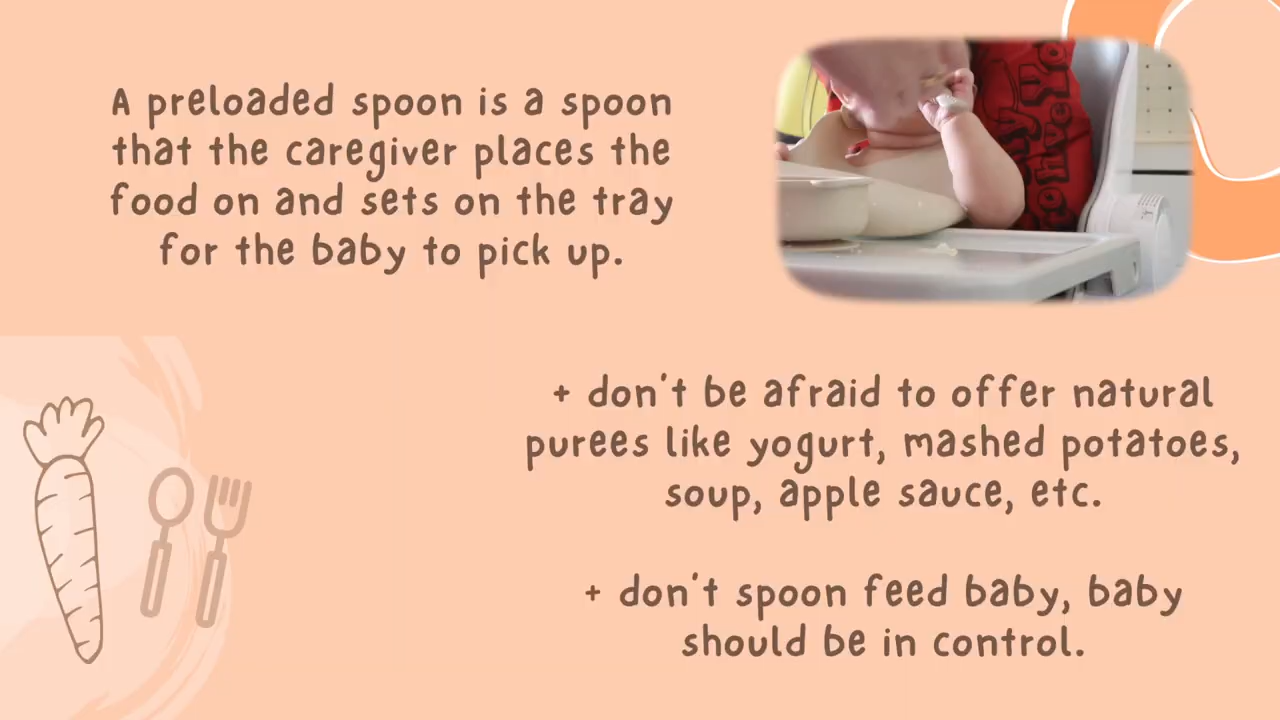 A preloaded spoon is a spoon
that the caregiver places the
food on and sets on the tray
for the baby to pick up.
+ don't be afraid to offer natural
purees like yogurt, mashed potatoes,
soup, apple sauce, etc.
+ don't spoon feed baby, baby
should be in control.